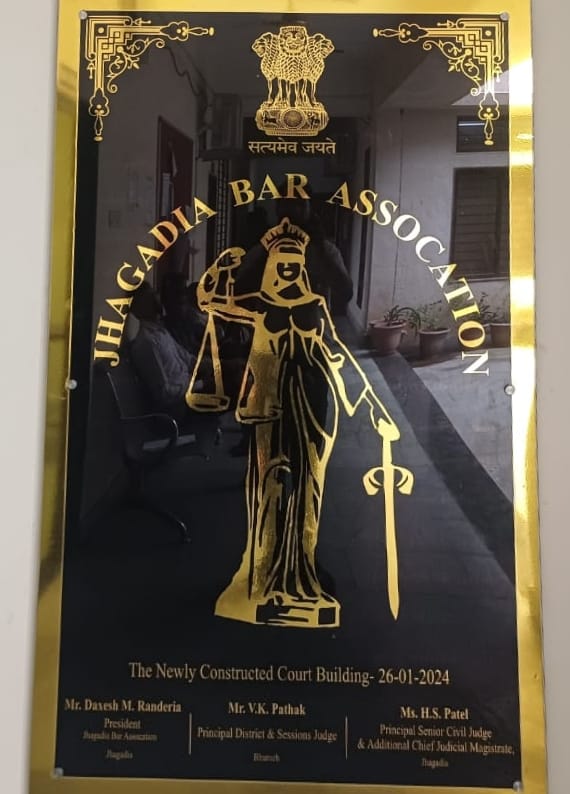 सत्यमेव जयते
JHAGADIA BAR ASSOCATION
The Newly Constructed Court Building- 26-01-2024
Mr. Daxesh M. Randeria
President
Jhagadia Bar Assocation
Jhagadia
Mr. V.K. Pathak
Principal District & Sessions Judge
Bharuch
Ms. H.S. Patel
Principal Senior Civil Judge
& Additional Chief Judicial Magistrate,
Jhagadia